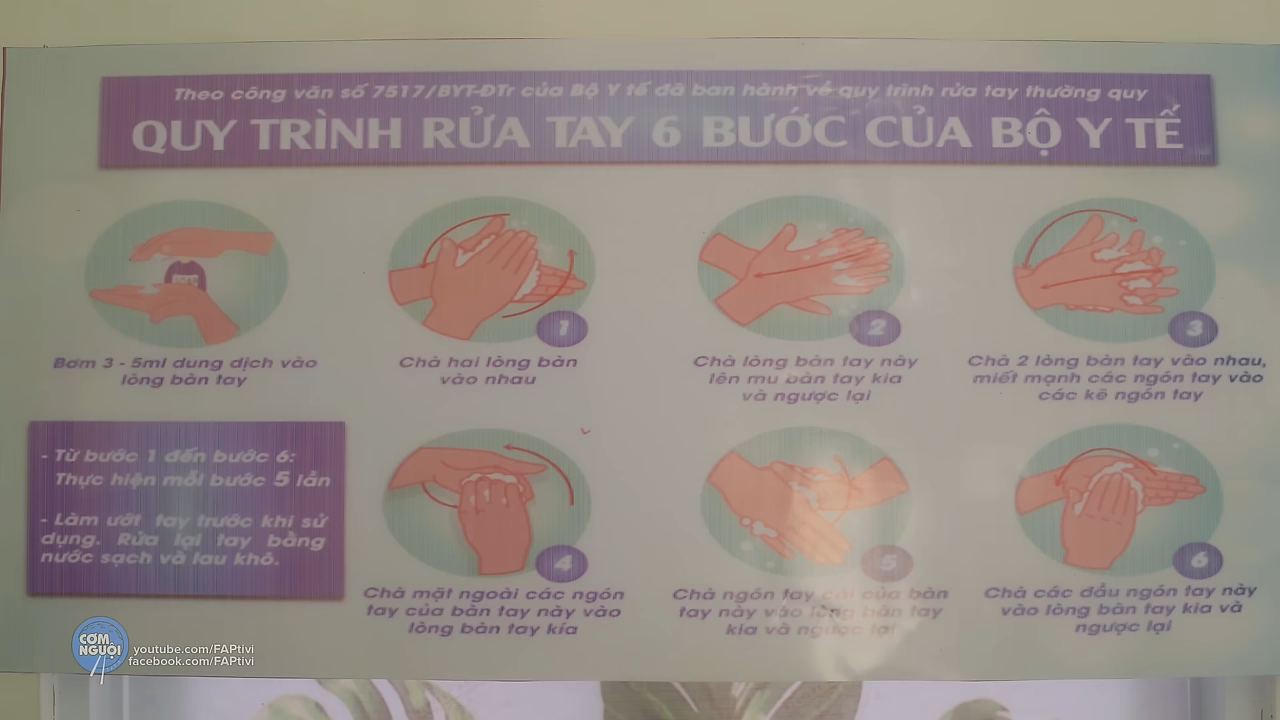 Theo công văn số 7517/BYT-ĐTr của Bộ Y tế đã ban hành về quy trình rửa tay thường quy
QUY TRÌNH RỬA TAY 6 BƯỚC CỦA BỘ Y TẾ
Bơm 3 - 5ml dung dịch vào
lòng bàn tay
1
Chà hai lòng bàn
vào nhau
2
Chà lòng bàn tay này
lên mu bàn tay kia
và ngược lại
3
Chà 2 lòng bàn tay vào nhau,
miết mạnh các ngón tay vào
các kẽ ngón tay
- Từ bước 1 đến bước 6:
Thực hiện mỗi bước 5 lần
- Làm ướt tay trước khi sử
dụng. Rửa lại tay bằng
nước sạch và lau khô.
4
Chà mặt ngoài các ngón
tay của bàn tay này vào
lòng bàn tay kia
5
Chà ngón tay cái của bàn
tay này vào lòng bàn tay
kia và ngược lại
6
Chà các đầu ngón tay này
vào lòng bàn tay kia và
ngược lại
CƠM
NGUỘI
youtube.com/FAPtivi
facebook.com/FAPtivi